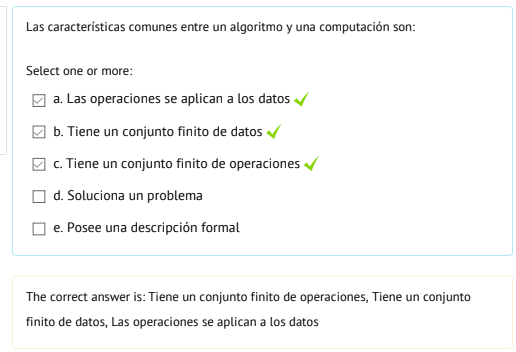 Las características comunes entre un algoritmo y una computación son:
Select one or more:
a. Las operaciones se aplican a los datos
b. Tiene un conjunto finito de datos
c. Tiene un conjunto finito de operaciones
d. Soluciona un problema
e. Posee una descripción formal
The correct answer is: Tiene un conjunto finito de operaciones, Tiene un conjunto
finito de datos, Las operaciones se aplican a los datos